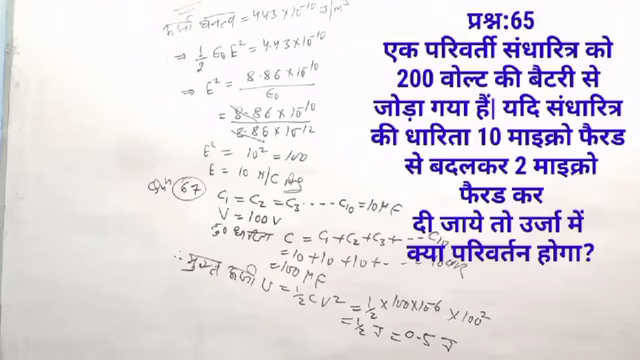 ऊर्जा घनत्व = 4.43×10⁻¹⁰ J/m³
⇒ 1/2 ε₀ E² = 4.43×10⁻¹⁰
⇒ E² = 8.86×10⁻¹⁰ / ε₀
= 8.86×10⁻¹⁰ / 8.86×10⁻¹²
E² = 10² = 100
E = 10 N/C Ans
Qun 67 C₁ = C₂ = C₃ ---- C₁₀ = 10 μF
V = 100V
C = C₁+C₂+C₃+ -- C₁₀
= 10+10+10+--
= 100 μF
∴ ऊर्जा U = 1/2 CV² = 1/2 × 100×10⁻⁶ × 100²
= 1/2 J = 0.5 J
प्रश्न:65
एक परिवर्ती संधारित्र को
200 वोल्ट की बैटरी से
जोड़ा गया हैं| यदि संधारित्र
की धारिता 10 माइक्रो फैरड
से बदलकर 2 माइक्रो
फैरड कर
दी जाये तो उर्जा में
क्या परिवर्तन होगा?